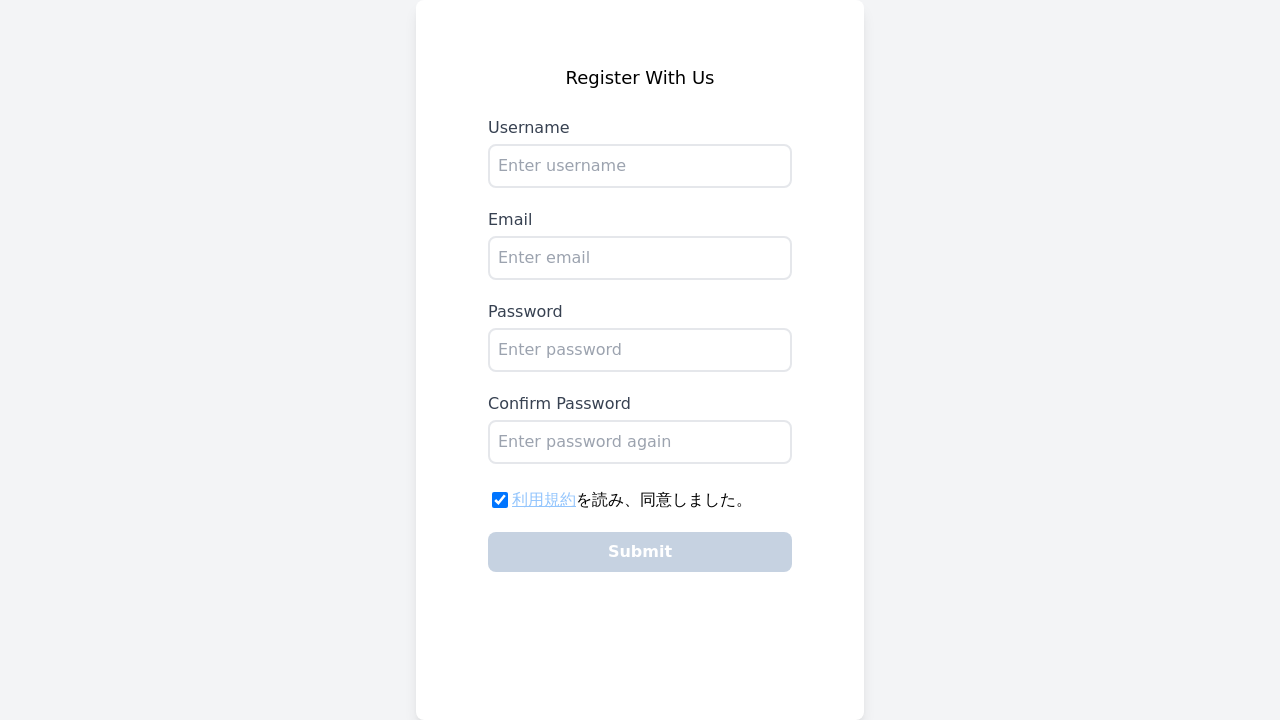 Register With Us
Username
Enter username
Email
Enter email
Password
Enter password
Confirm Password
Enter password again
利用規約を読み、同意しました。
Submit